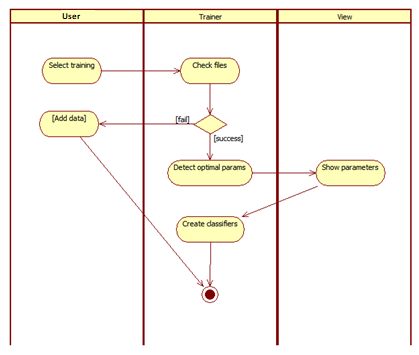 User
Trainer
View
Select training
Check files
[Add data]
[fail]
[success]
Detect optimal params
Show parameters
Create classifiers